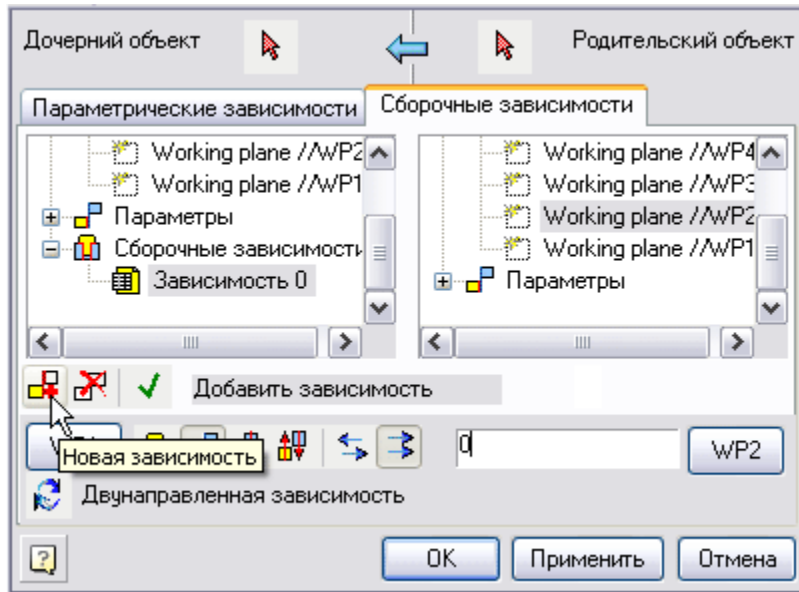 Дочерний объект
Родительский объект
Параметрические зависимости
Сборочные зависимости
Working plane //WP2
Working plane //WP1
Параметры
Сборочные зависимости
Зависимость 0
Working plane //WP4
Working plane //WP3
Working plane //WP2
Working plane //WP1
Параметры
Добавить зависимость
Новая зависимость
0
WP2
Двунаправленная зависимость
OK
Применить
Отмена